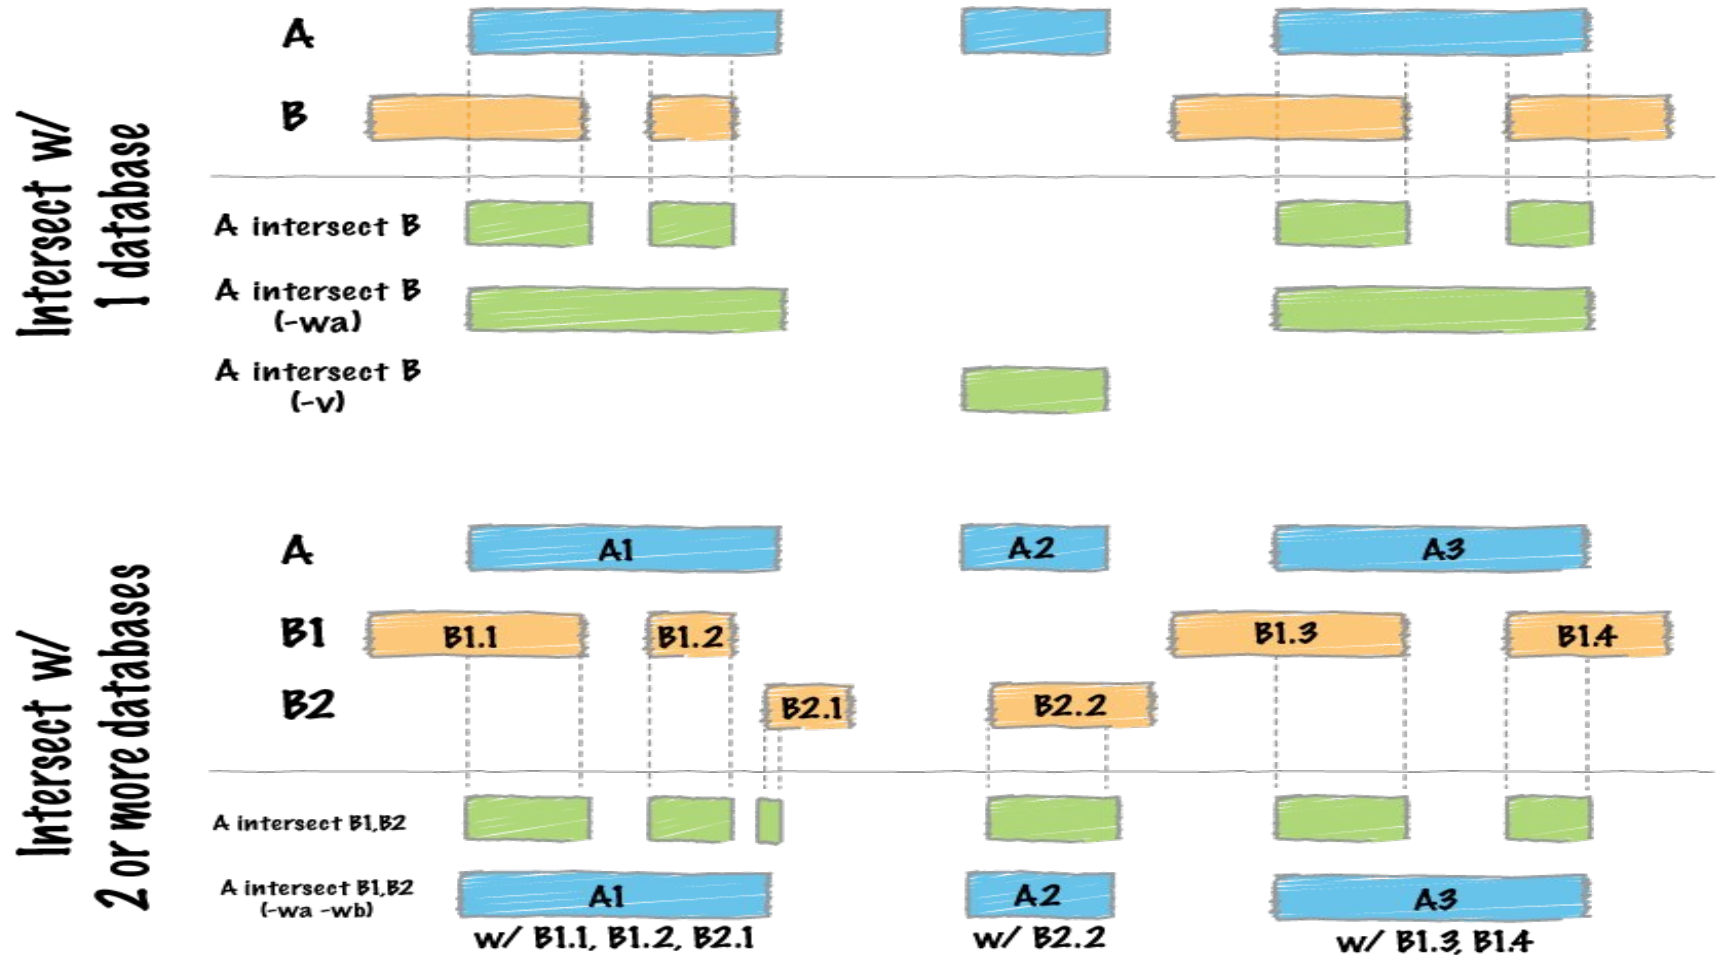 Intersect w/
1 database
A
B
A intersect B
A intersect B
(-wa)
A intersect B
(-v)
Intersect w/
2 or more databases
A
A1
A2
A3
B1
B1.1
B1.2
B1.3
B1.4
B2
B2.1
B2.2
A intersect B1,B2
A intersect B1,B2
(-wa -wb)
A1
A2
A3
w/ B1.1, B1.2, B2.1
w/ B2.2
w/ B1.3, B1.4